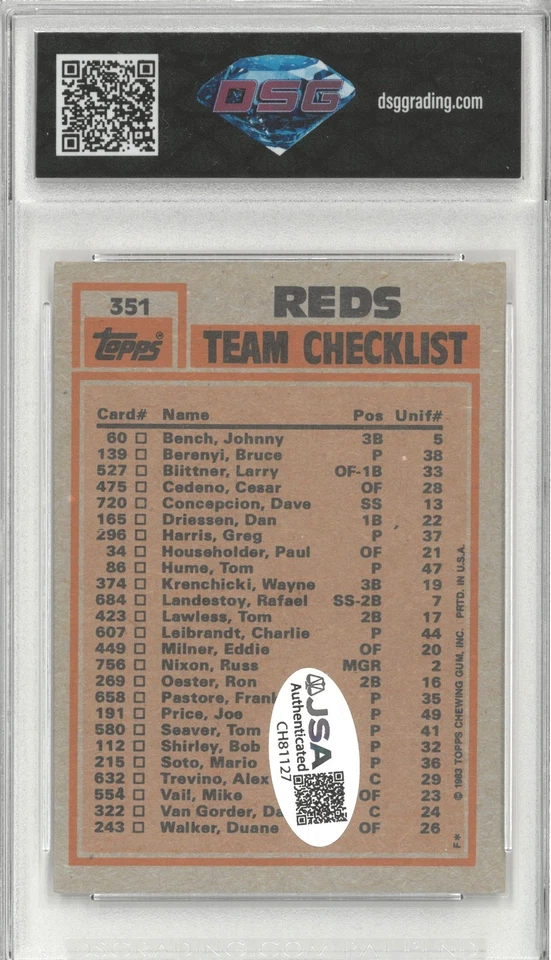 DSG
dsggrading.com
351
REDS
Topps®
TEAM CHECKLIST
Card# Name Pos Unif#
60 Bench, Johnny 3B 5
139 Berenyi, Bruce P 38
527 Biittner, Larry OF-1B 33
475 Cedeno, Cesar OF 28
720 Concepcion, Dave SS 13
165 Driessen, Dan 1B 22
296 Harris, Greg P 37
34 Householder, Paul OF 21
86 Hume, Tom P 47
374 Krenchicki, Wayne 3B 19
684 Landestoy, Rafael SS-2B 7
423 Lawless, Tom 2B 17
607 Leibrandt, Charlie P 44
449 Milner, Eddie OF 20
756 Nixon, Russ MGR 2
269 Oester, Ron 2B 16
658 Pastore, Frank P 35
191 Price, Joe P 49
580 Seaver, Tom P 41
112 Shirley, Bob P 32
215 Soto, Mario P 36
632 Trevino, Alex C 29
554 Vail, Mike OF 23
322 Van Gorder, Da C 24
243 Walker, Duane OF 26
JSA
Authenticated
CH81127
F* © 1983 TOPPS CHEWING GUM, INC. PRTD. IN U.S.A.